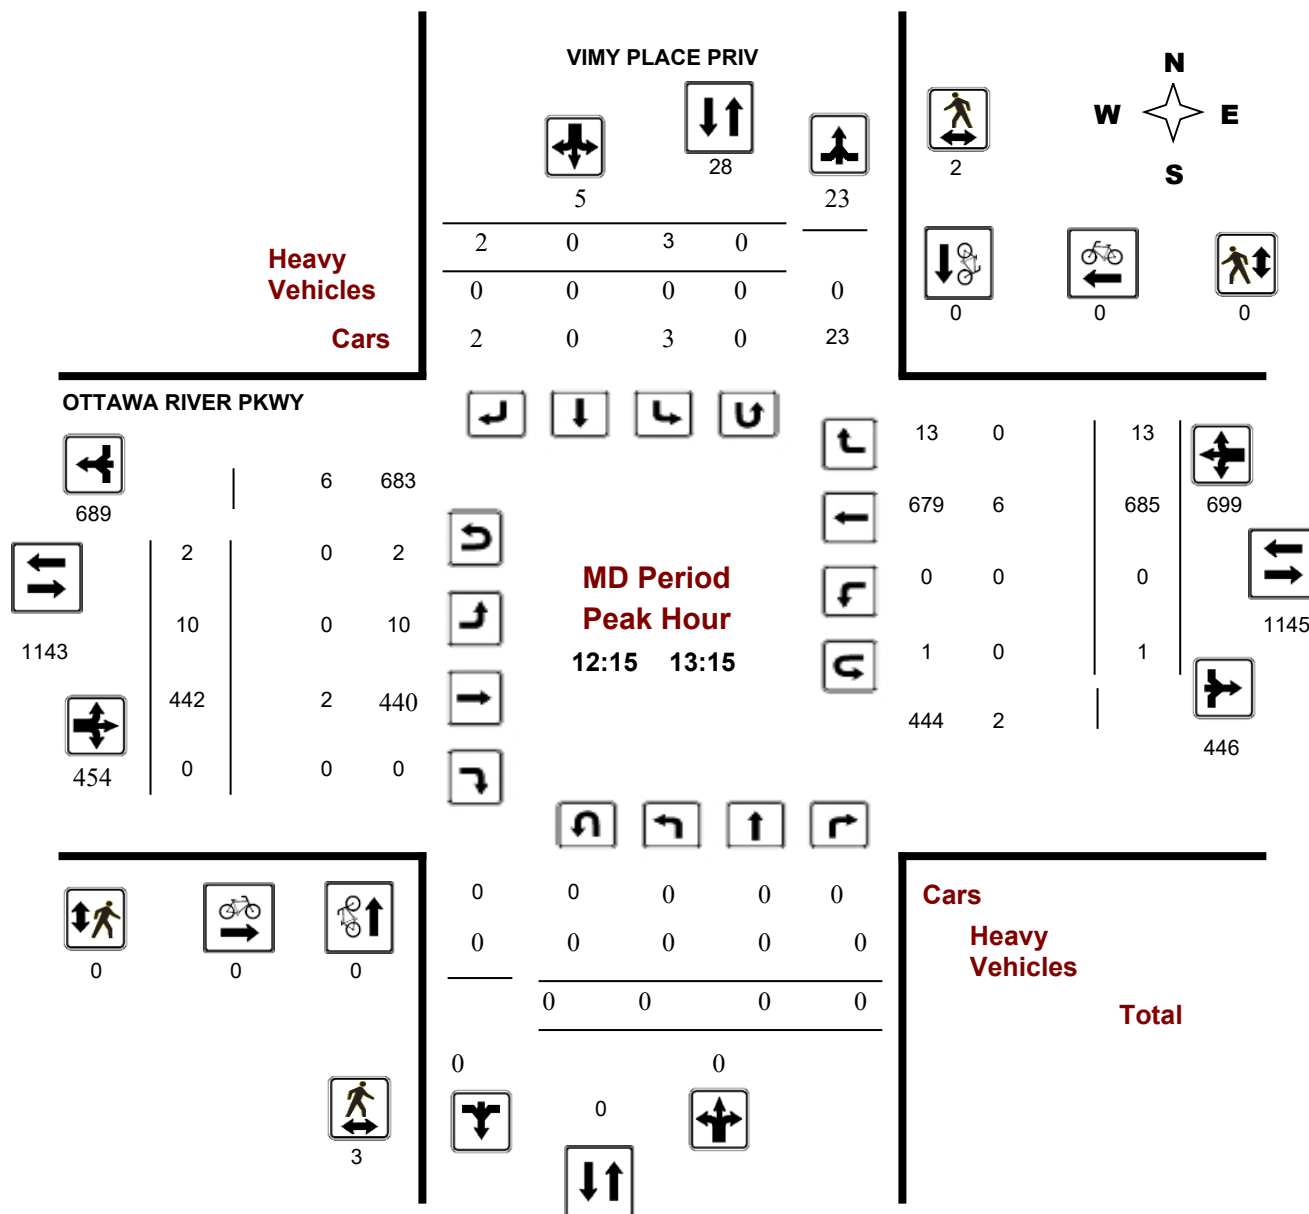 VIMY PLACE PRIV
N
W E
S
28
2
5 23
2 0 3 0
Heavy
Vehicles
0 0 0 0 0
0 0 0
Cars
2 0 3 0 23
OTTAWA RIVER PKWY
13 0 13
6 683
679 6 685 699
689
2 0 2
MD Period
Peak Hour
12:15 13:15
0 0 0
10 0 10
1145
1143
1 0 1
442 2 440
444 2
446
454
0 0 0
0 0 0 0 0
Cars
0 0 0 0 0
Heavy
Vehicles
0 0 0
0 0 0 0
Total
0 0
0
3